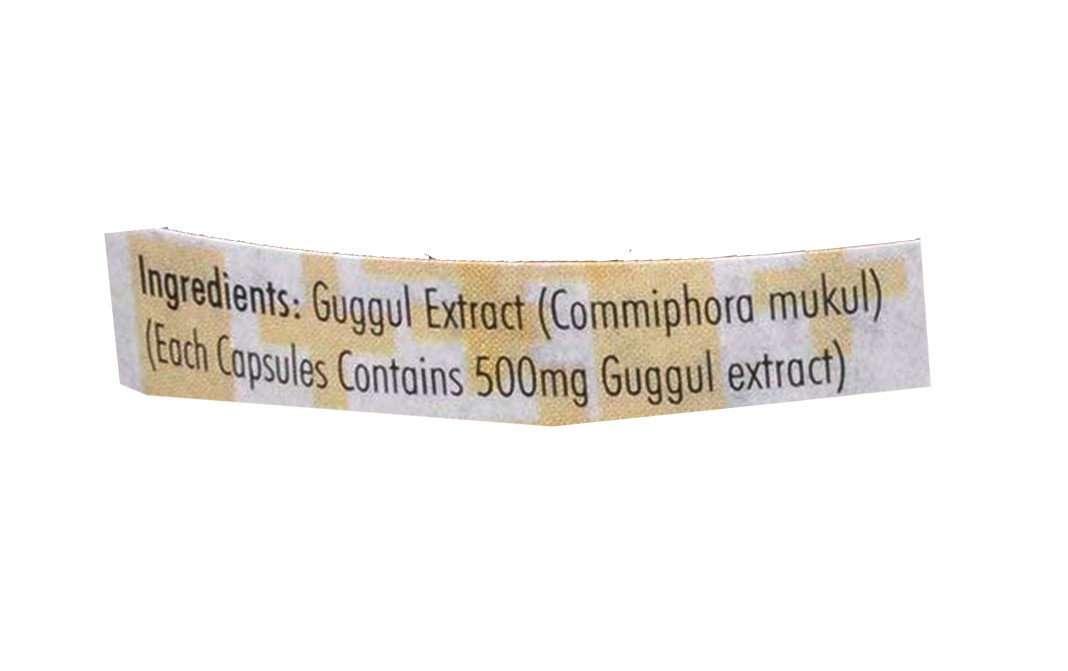 Ingredients: Guggul Extract (Commiphora mukul)
(Each Capsules Contains 500mg Guggul extract)